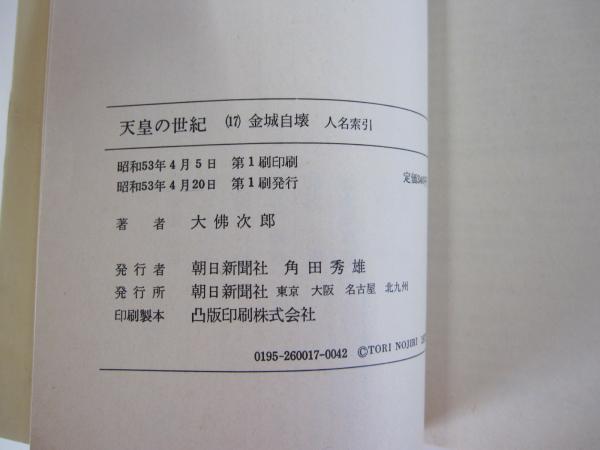 天皇の世紀 (17) 金城自壊 人名索引
昭和53年4月5日 第1刷印刷
昭和53年4月20日 第1刷発行
定価
著者 大佛次郎
発行者 朝日新聞社 角田秀雄
発行所 朝日新聞社 東京 大阪 名古屋 北九州
印刷製本 凸版印刷株式会社
0195-260017-0042 ©TORI NOJIRI